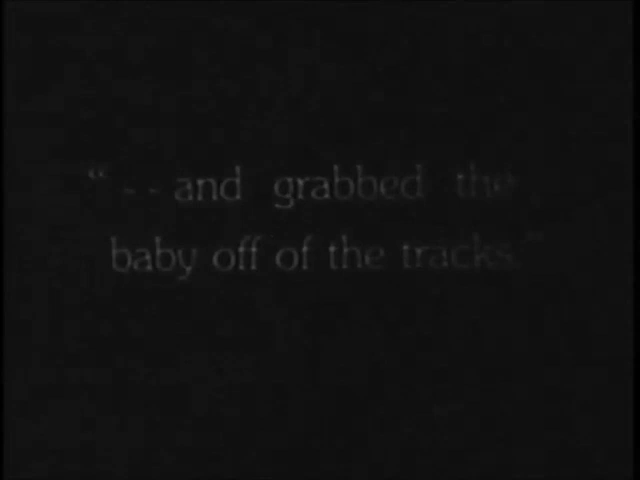 “ - - and grabbed the
baby off of the tracks.”